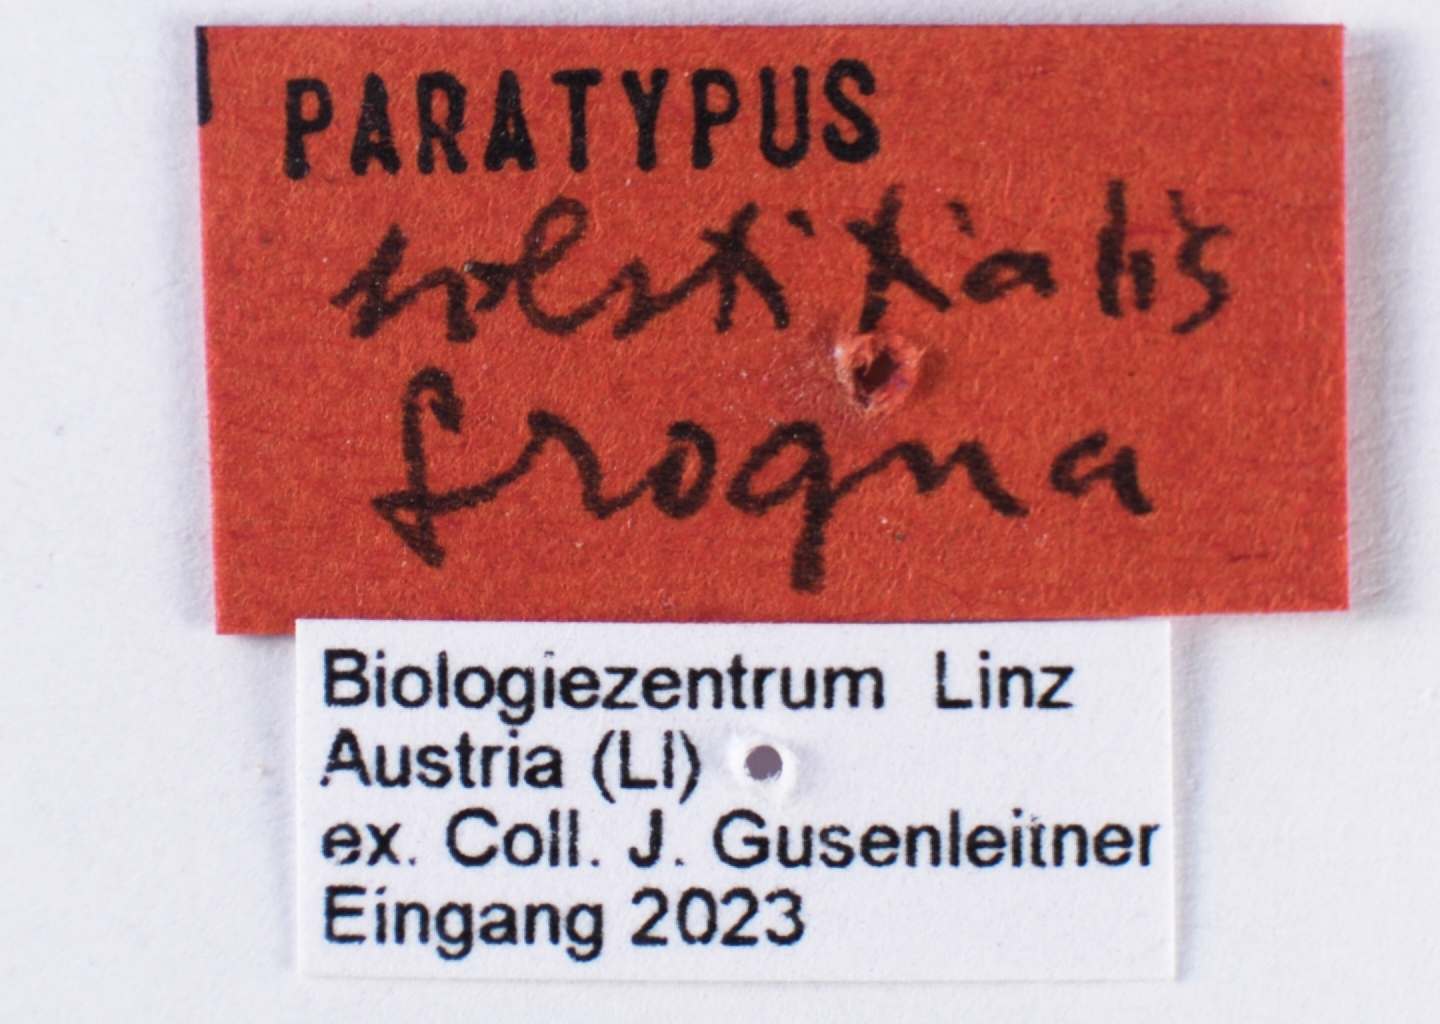 PARATYPUS
solstitialis
frogna
Biologiezentrum Linz
Austria (LI)
ex. Coll. J. Gusenleitner
Eingang 2023